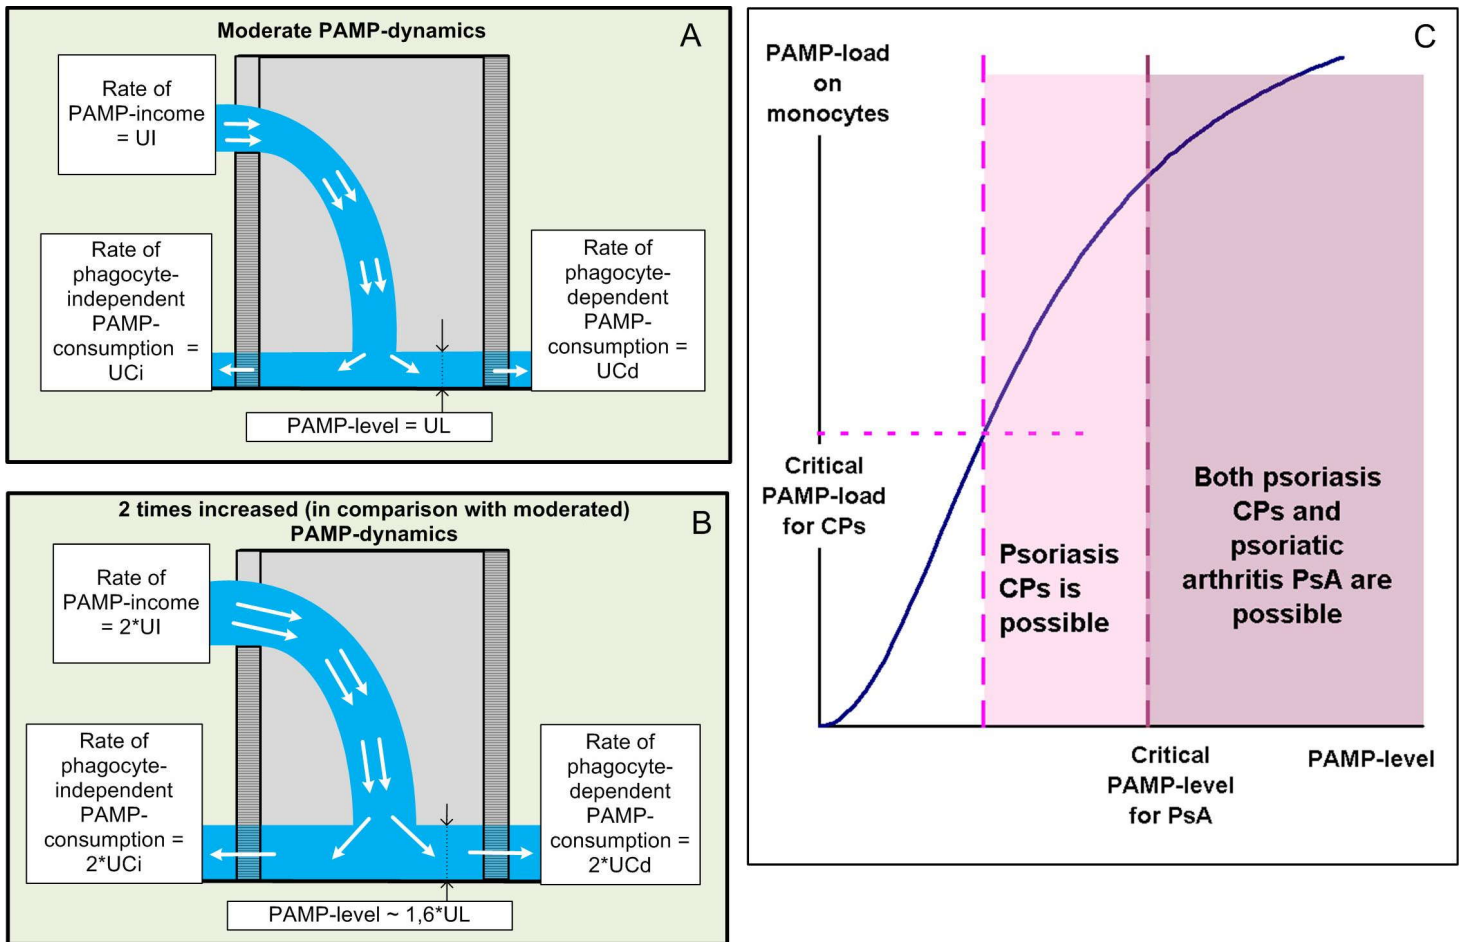 Moderate PAMP-dynamics
A
Rate of
PAMP-income
= UI
Rate of
phagocyte-
independent
PAMP-
consumption =
UCi
Rate of
phagocyte-
dependent
PAMP-
consumption =
UCd
PAMP-level = UL
2 times increased (in comparison with moderated)
PAMP-dynamics
B
Rate of
PAMP-income
= 2*UI
Rate of
phagocyte-
independent
PAMP-
consumption =
2*UCi
Rate of
phagocyte-
dependent
PAMP-
consumption =
2*UCd
PAMP-level ~ 1,6*UL
C
PAMP-load
on
monocytes
Critical
PAMP-load
for CPs
Psoriasis
CPs is
possible
Both psoriasis
CPs and
psoriatic
arthritis PsA are
possible
Critical
PAMP-level
for PsA
PAMP-level